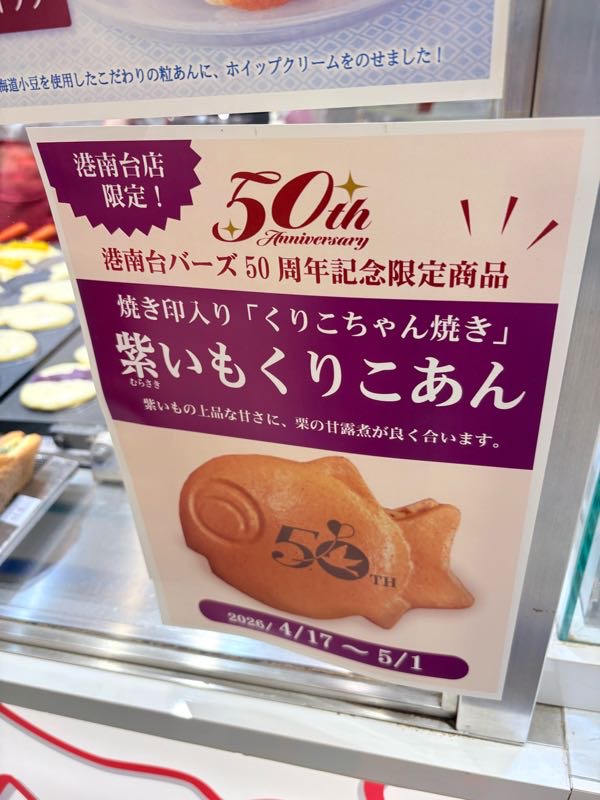 海道小豆を使用したこだわりの粒あんに、ホイップクリームをのせました！
港南台店
限定！
50th
Anniversary
港南台バーズ50周年記念限定商品
焼き印入り「くりこちゃん焼き」
紫いもくりこあん
むらさき
紫いもの上品な甘さに、栗の甘露煮が良く合います。
50TH
2026/ 4/17 〜 5/1